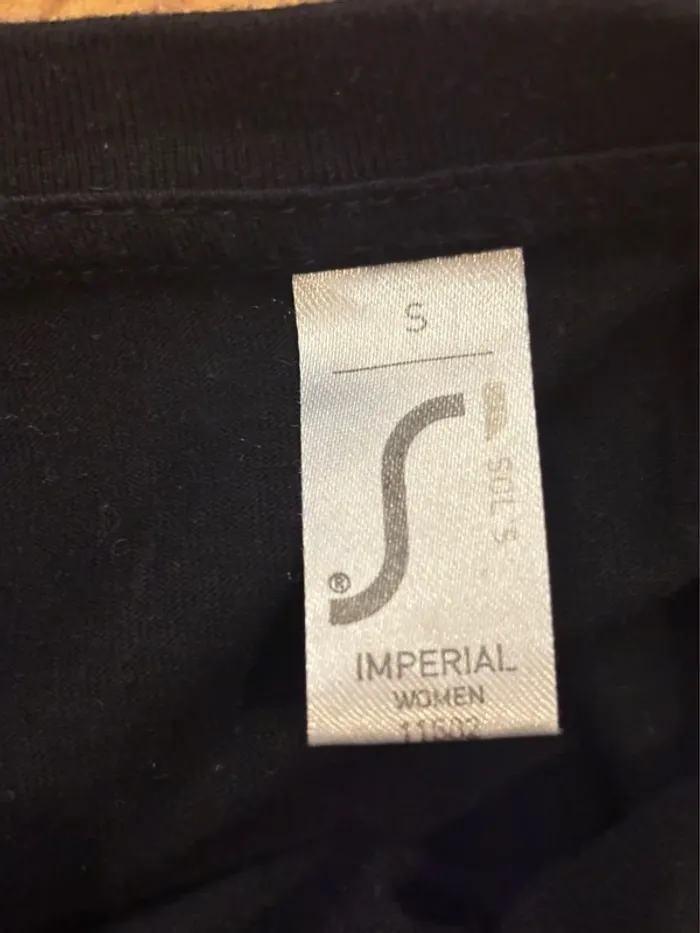 S
SOL'S
®
IMPERIAL
WOMEN
11502